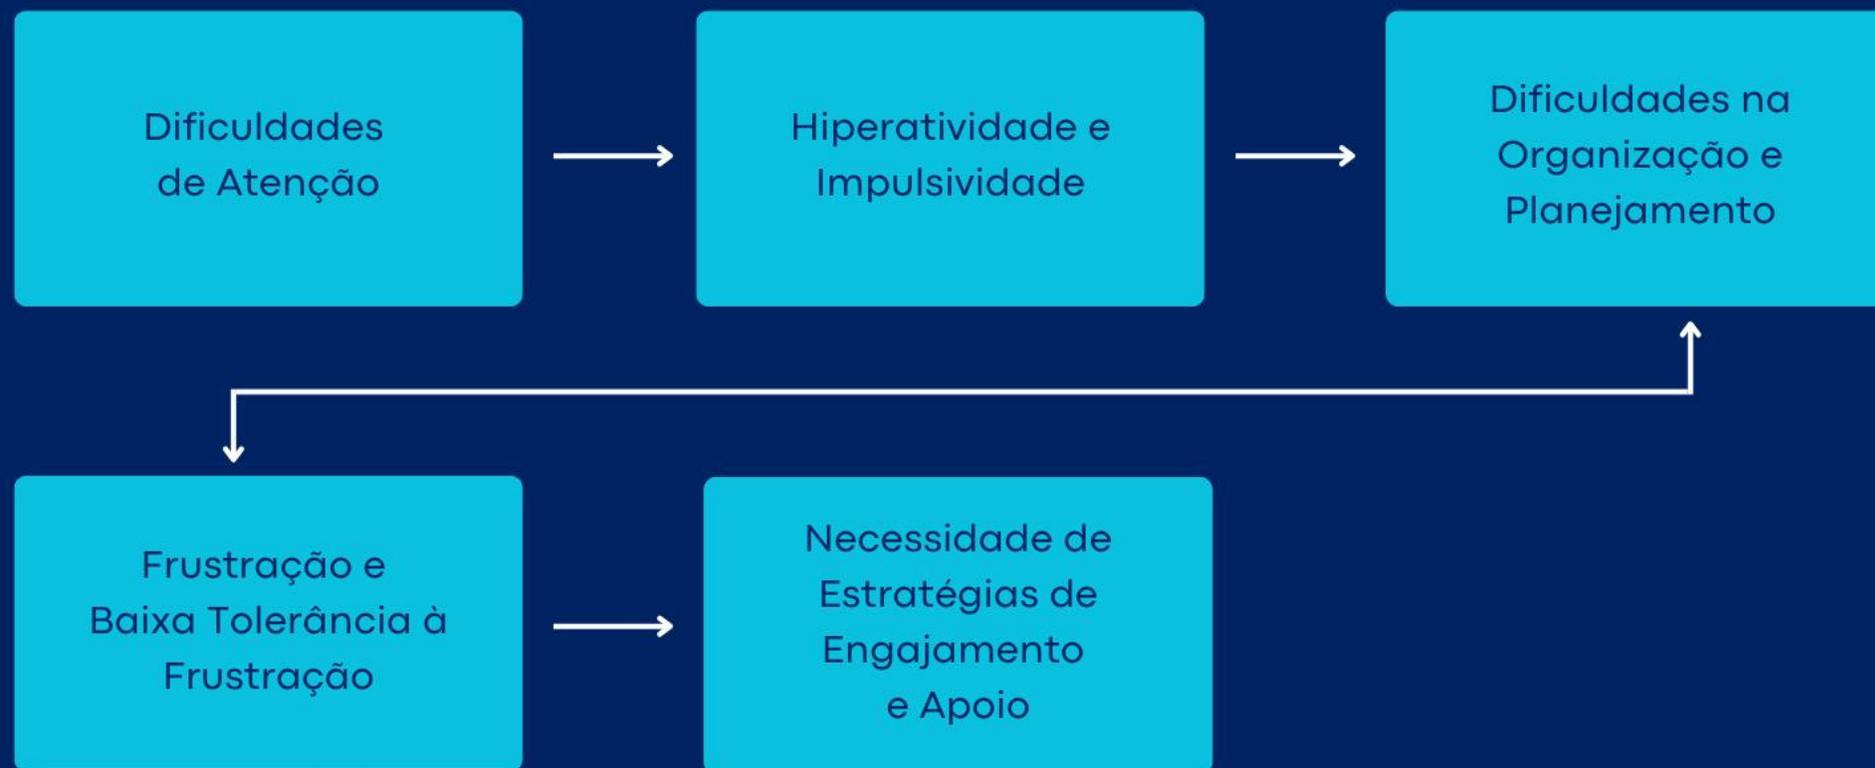 Dificuldades
de Atenção
Hiperatividade e
Impulsividade
Dificuldades na
Organização e
Planejamento
Frustração e
Baixa Tolerância à
Frustração
Necessidade de
Estratégias de
Engajamento
e Apoio